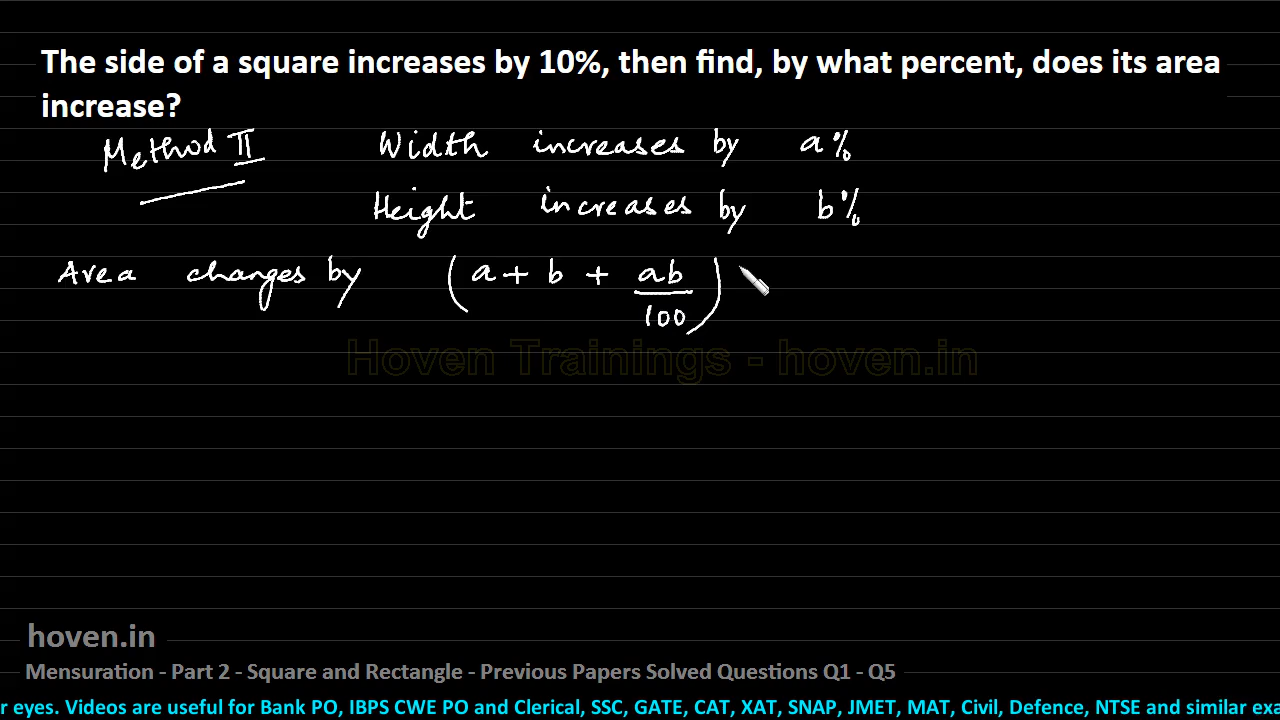 The side of a square increases by 10%, then find, by what percent, does its area
increase?
Method II Width increases by a%
Height increases by b%
Area changes by (a + b + ab/100)
Hoven Trainings - hoven.in
hoven.in
Mensuration - Part 2 - Square and Rectangle - Previous Papers Solved Questions Q1 - Q5
r eyes. Videos are useful for Bank PO, IBPS CWE PO and Clerical, SSC, GATE, CAT, XAT, SNAP, JMET, MAT, Civil, Defence, NTSE and similar exa